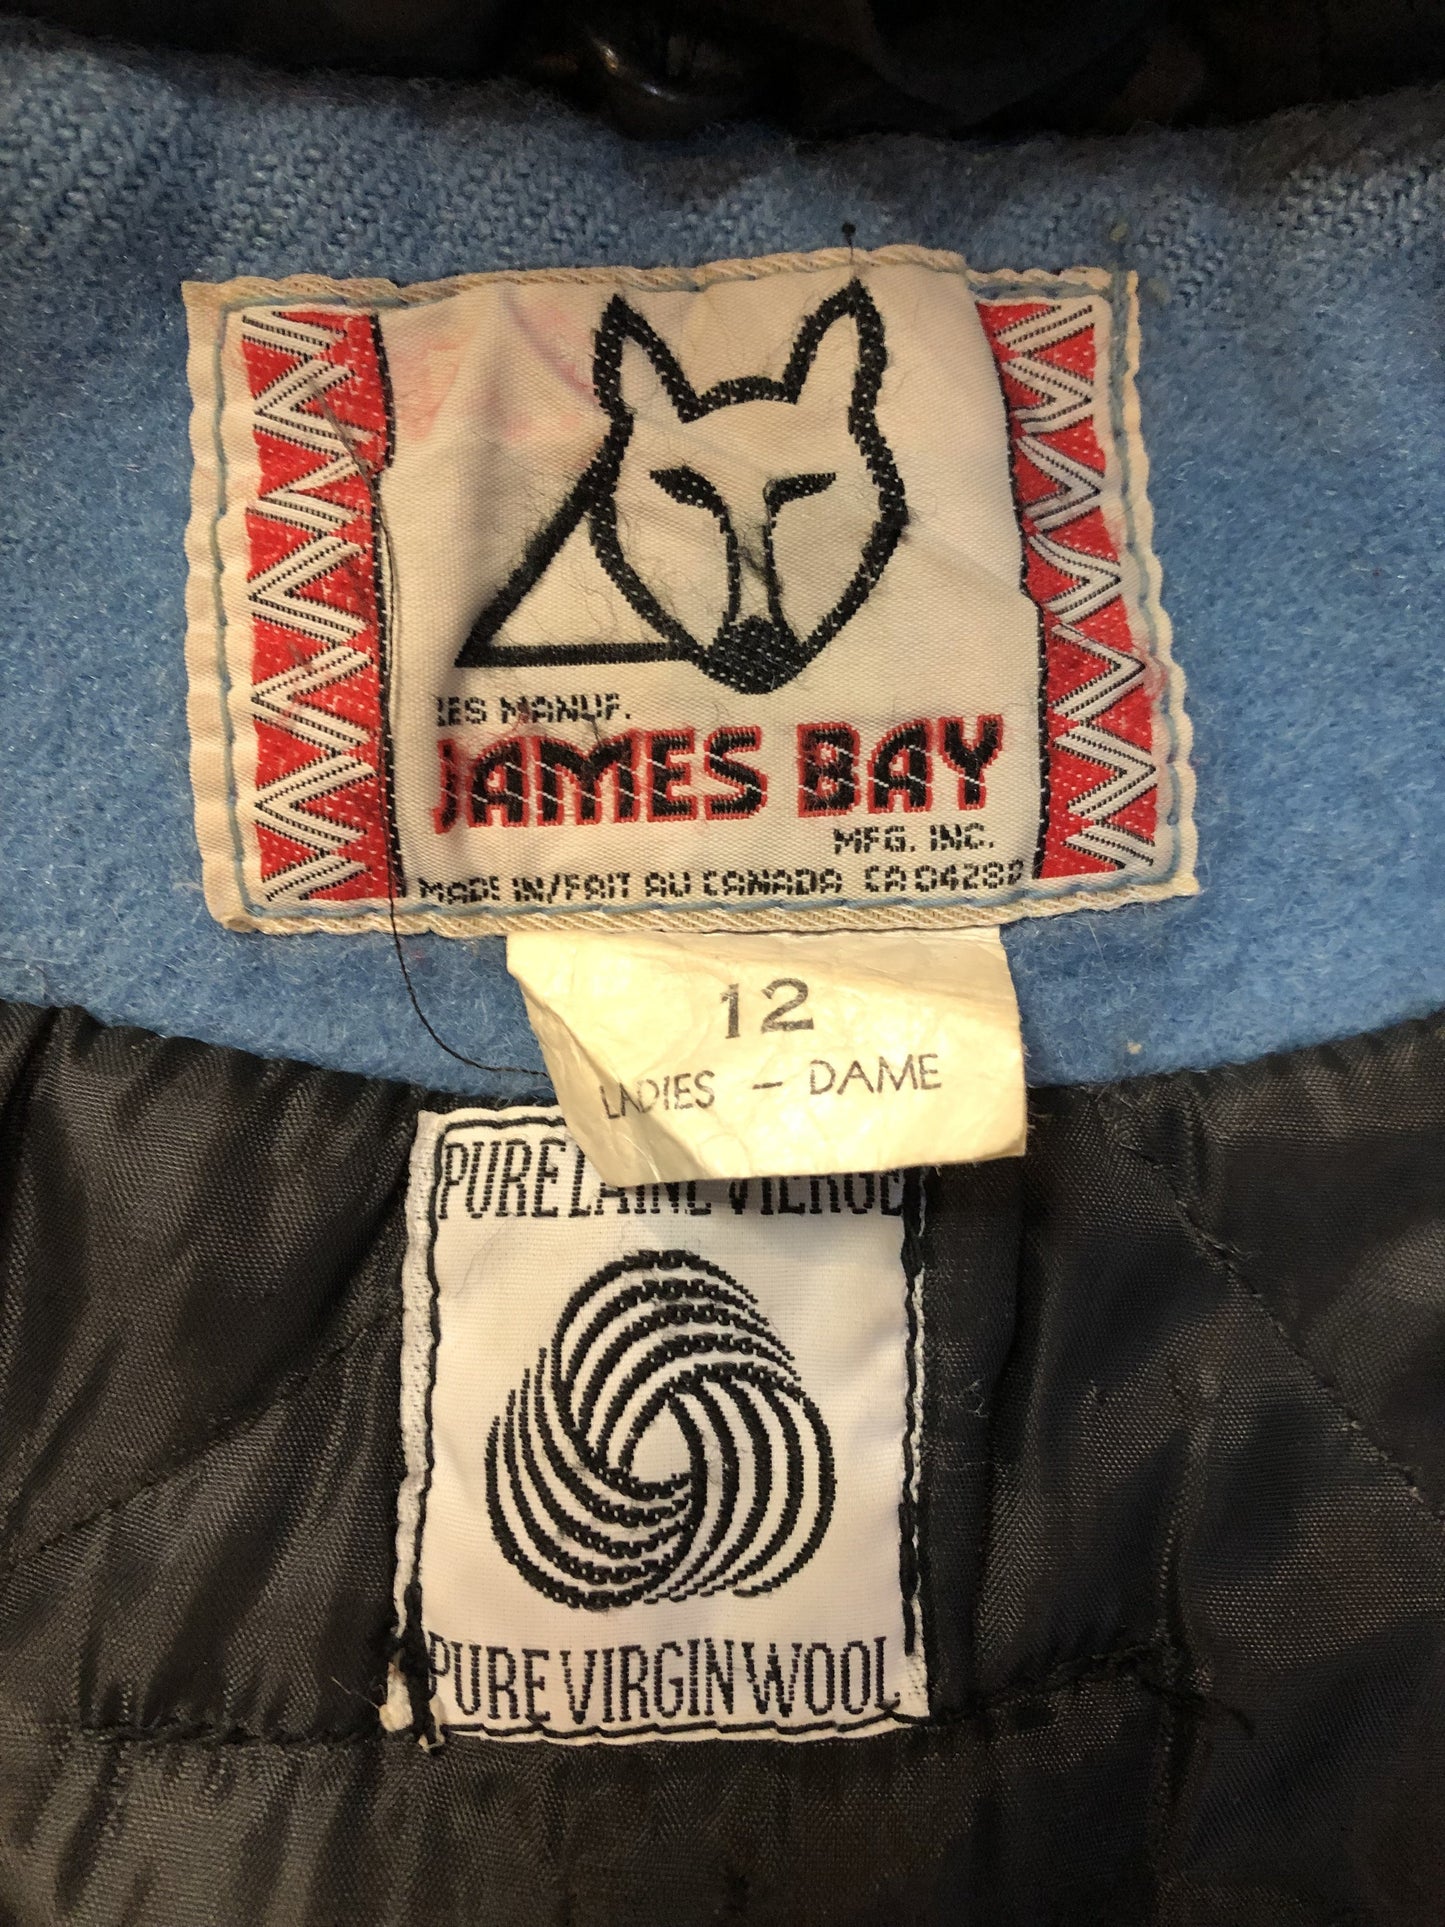 LES MANUF.
JAMES BAY
MFG. INC.
MADE IN/FAIT AU CANADA CA 04282
12
LADIES - DAME
PURE LAINE VIERGE
PURE VIRGIN WOOL